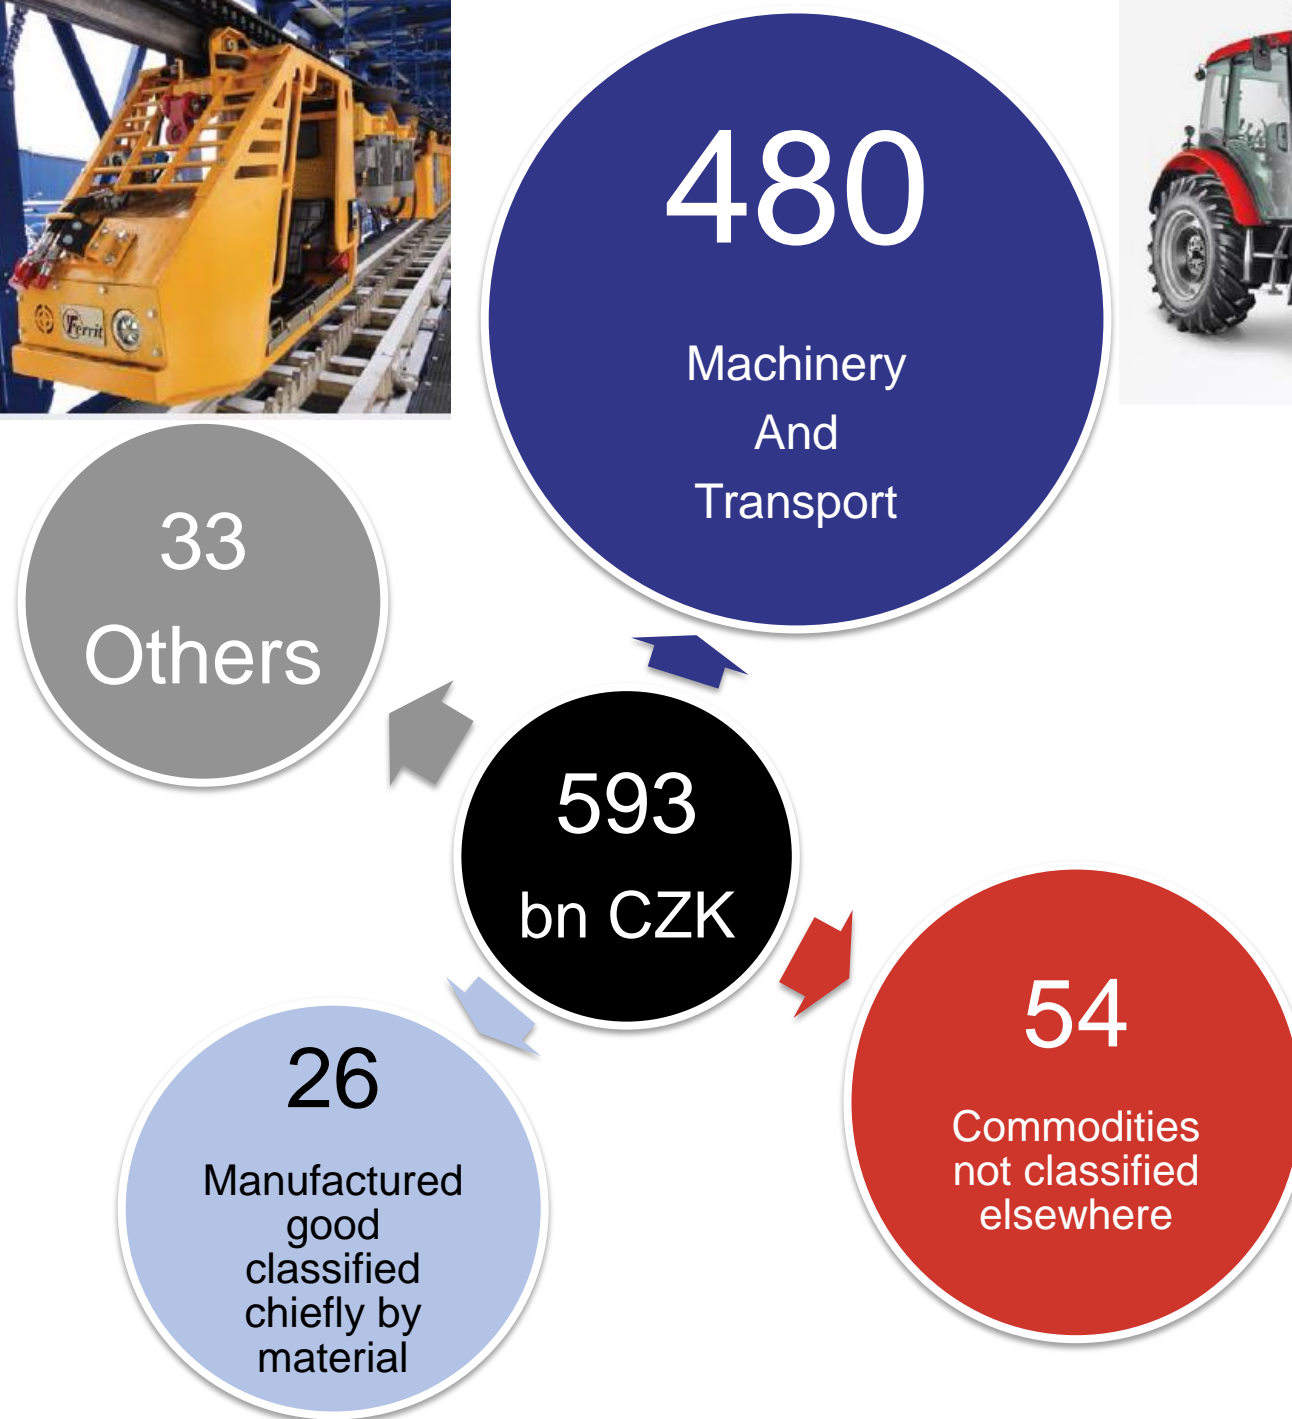 Ferrit
480
Machinery
And
Transport
33
Others
593
bn CZK
54
Commodities
not classified
elsewhere
26
Manufactured
good
classified
chiefly by
material